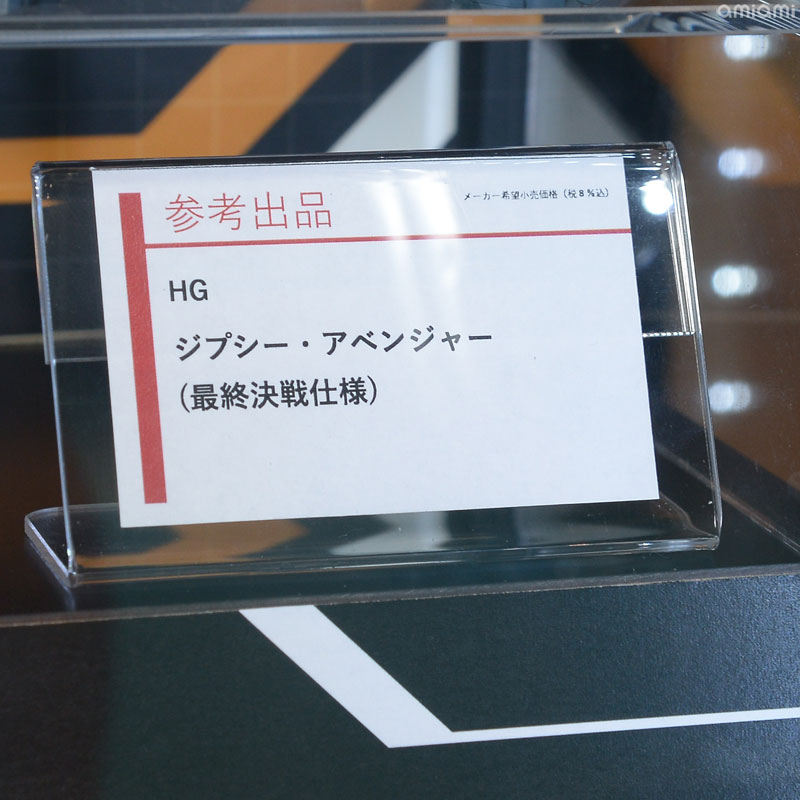 amiami
参考出品
メーカー希望小売価格（税8%込）
HG
ジプシー・アベンジャー
（最終決戦仕様）